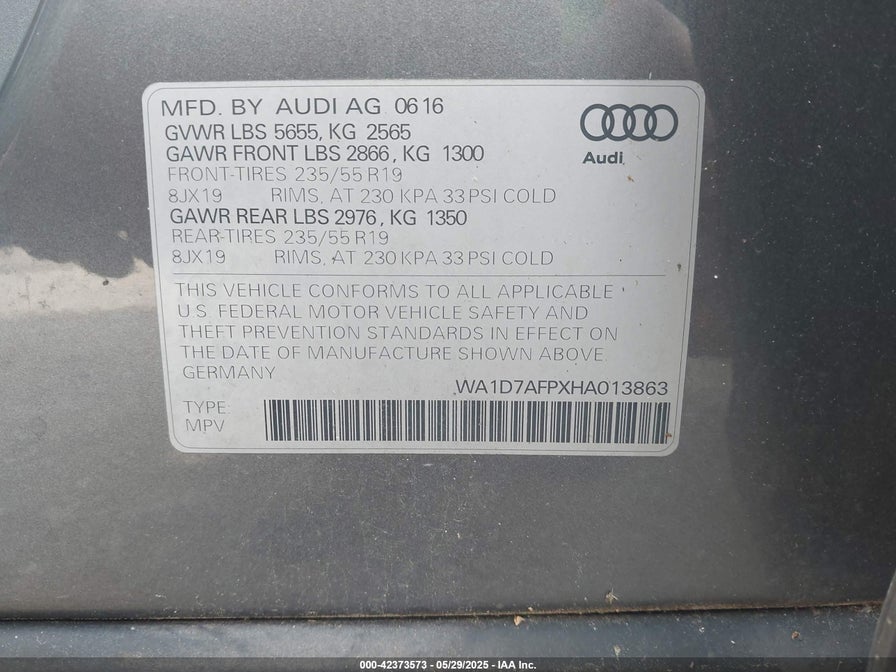 MFD. BY AUDI AG 0616
GVWR LBS 5655, KG 2565
GAWR FRONT LBS 2866, KG 1300
FRONT-TIRES 235/55 R19
8JX19 RIMS, AT 230 KPA 33 PSI COLD
GAWR REAR LBS 2976, KG 1350
REAR-TIRES 235/55 R19
8JX19 RIMS, AT 230 KPA 33 PSI COLD
Audi
THIS VEHICLE CONFORMS TO ALL APPLICABLE
U.S. FEDERAL MOTOR VEHICLE SAFETY AND
THEFT PREVENTION STANDARDS IN EFFECT ON
THE DATE OF MANUFACTURE SHOWN ABOVE.
GERMANY
WA1D7AFPXHA013863
TYPE:
MPV
000-42373573 - 05/29/2025 - IAA Inc.